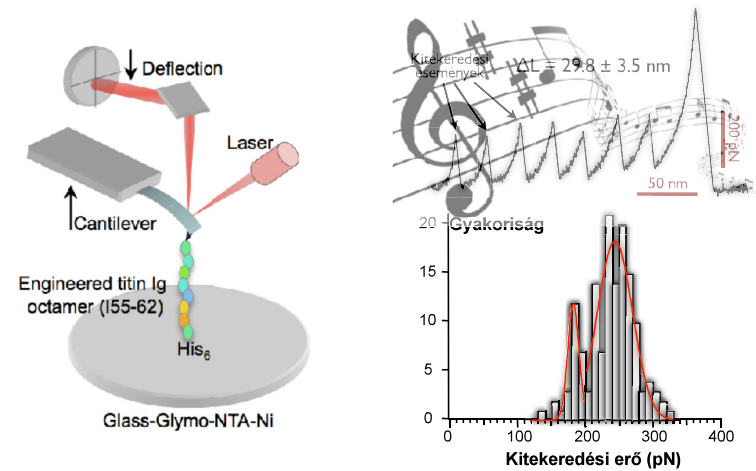 Deflection
Laser
Cantilever
Engineered titin Ig
octamer (I55-62)
His6
Glass-Glymo-NTA-Ni
Kitekeredési
események
ΔL = 29.8 ± 3.5 nm
200 pN
50 nm
Gyakoriság
20
15
10
5
0
0 100 200 300 400
Kitekeredési erő (pN)